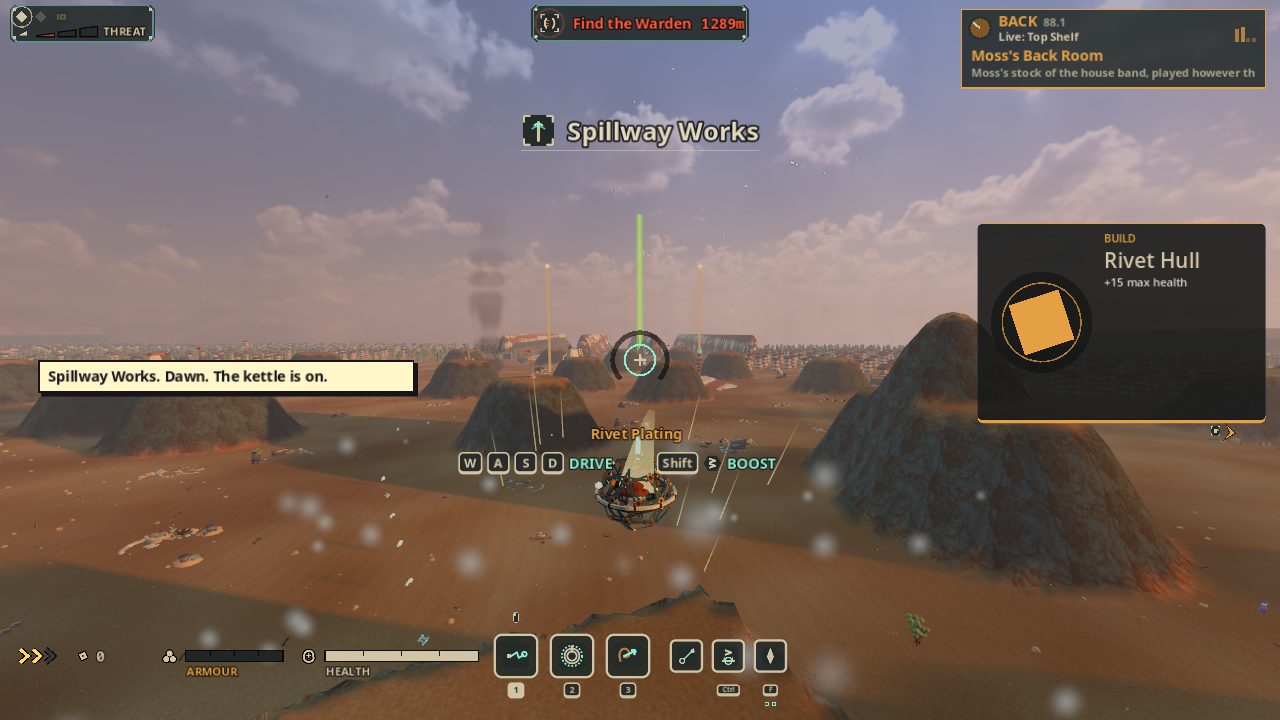 THREAT
Find the Warden 1289m
BACK 88.1
Live: Top Shelf
Moss's Back Room
Moss's stock of the house band, played however th
Spillway Works
BUILD
Rivet Hull
+15 max health
Spillway Works. Dawn. The kettle is on.
Rivet Plating
W A S D DRIVE Shift BOOST
0
ARMOUR
HEALTH
1 2 3 Ctrl F